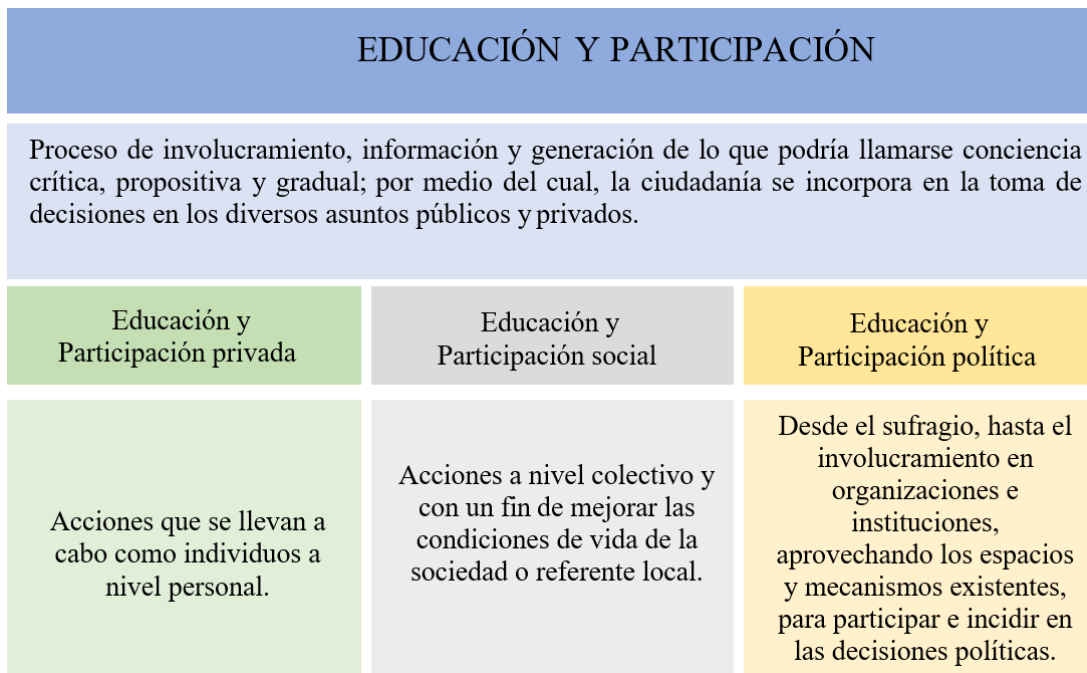 EDUCACIÓN Y PARTICIPACIÓN
Proceso de involucramiento, información y generación de lo que podría llamarse conciencia
crítica, propositiva y gradual; por medio del cual, la ciudadanía se incorpora en la toma de
decisiones en los diversos asuntos públicos y privados.
Educación y
Participación privada
Educación y
Participación social
Educación y
Participación política
Acciones que se llevan a
cabo como individuos a
nivel personal.
Acciones a nivel colectivo y
con un fin de mejorar las
condiciones de vida de la
sociedad o referente local.
Desde el sufragio, hasta el
involucramiento en
organizaciones e
instituciones,
aprovechando los espacios
y mecanismos existentes,
para participar e incidir en
las decisiones políticas.